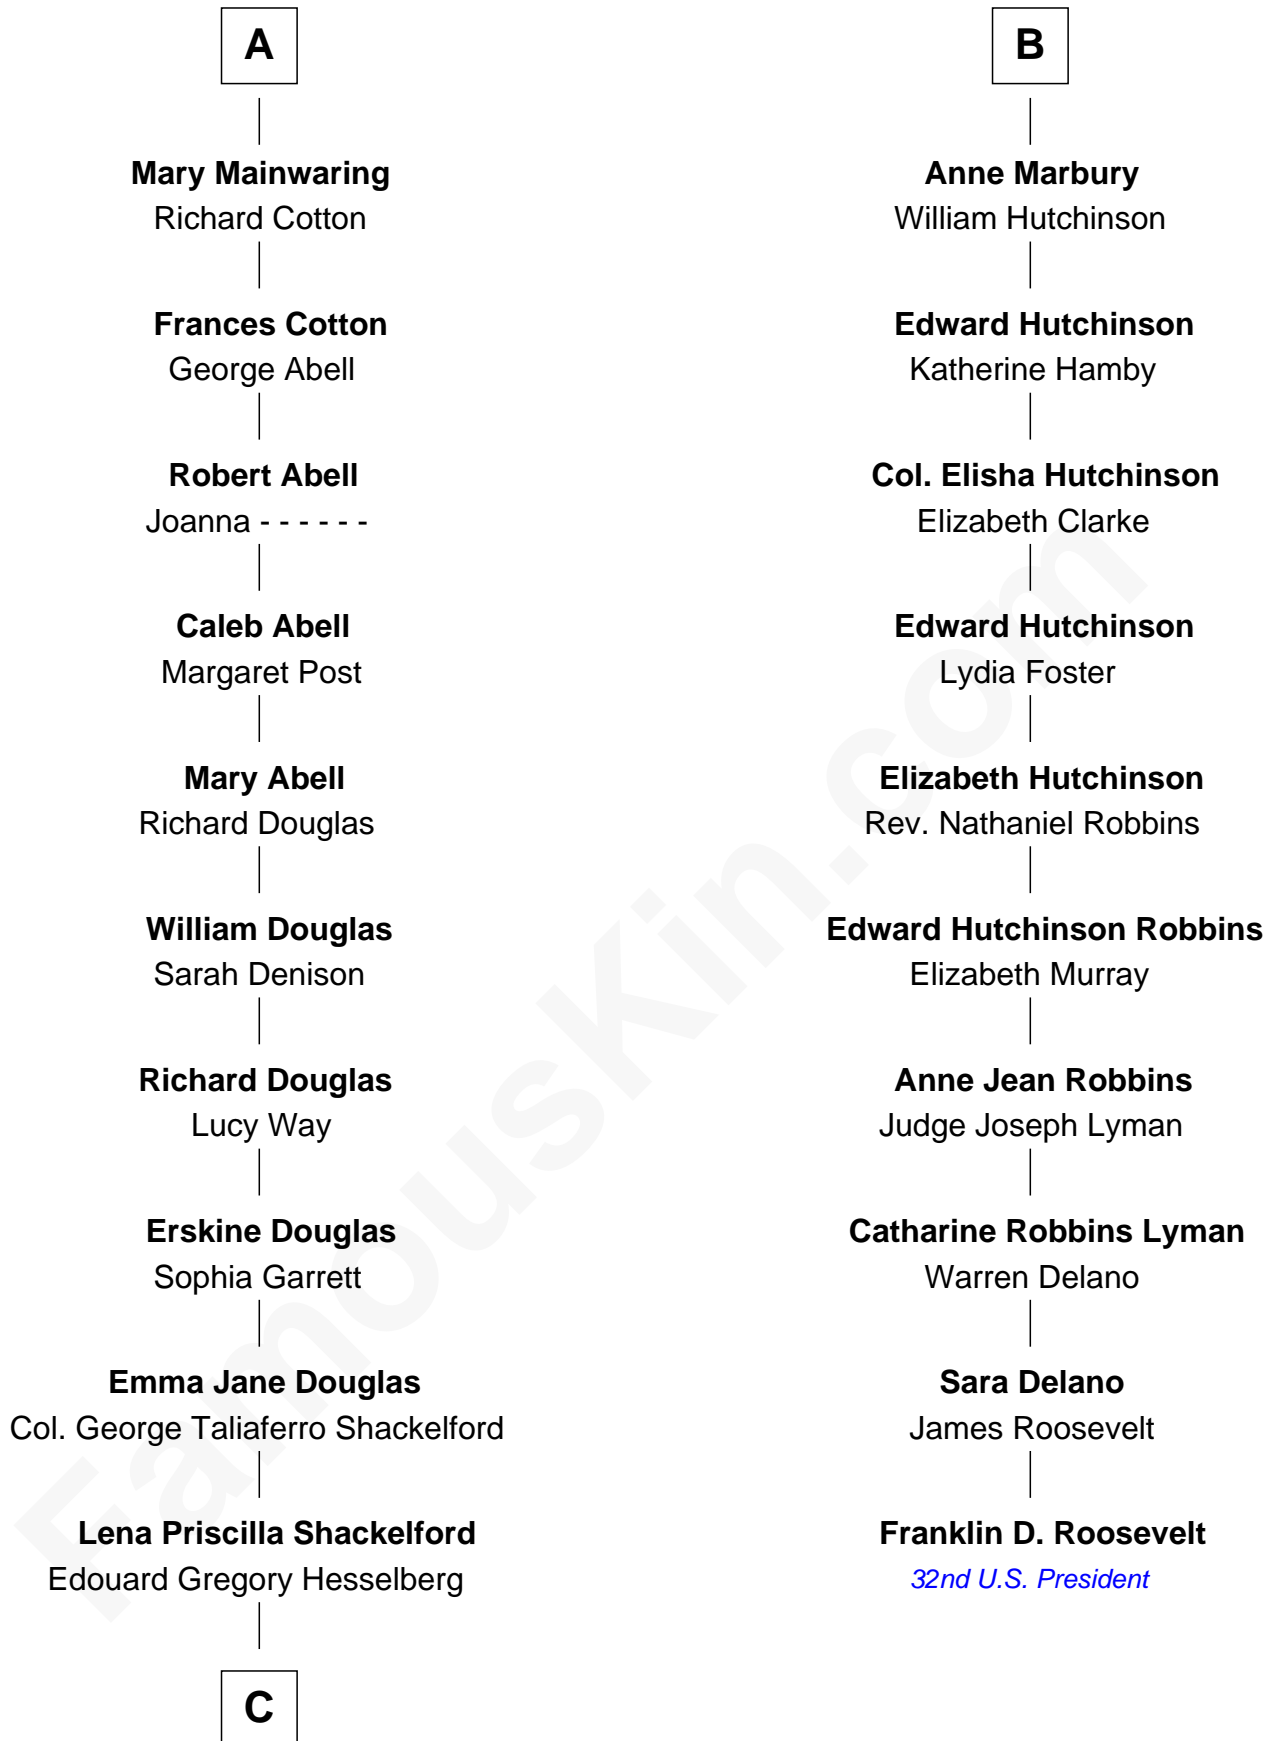 A
Mary Mainwaring
Richard Cotton
Frances Cotton
George Abell
Robert Abell
Joanna - - - - - -
Caleb Abell
Margaret Post
Mary Abell
Richard Douglas
William Douglas
Sarah Denison
Richard Douglas
Lucy Way
Erskine Douglas
Sophia Garrett
Emma Jane Douglas
Col. George Taliaferro Shackelford
Lena Priscilla Shackelford
Edouard Gregory Hesselberg
C
B
Anne Marbury
William Hutchinson
Edward Hutchinson
Katherine Hamby
Col. Elisha Hutchinson
Elizabeth Clarke
Edward Hutchinson
Lydia Foster
Elizabeth Hutchinson
Rev. Nathaniel Robbins
Edward Hutchinson Robbins
Elizabeth Murray
Anne Jean Robbins
Judge Joseph Lyman
Catharine Robbins Lyman
Warren Delano
Sara Delano
James Roosevelt
Franklin D. Roosevelt
32nd U.S. President
FamousKin.com